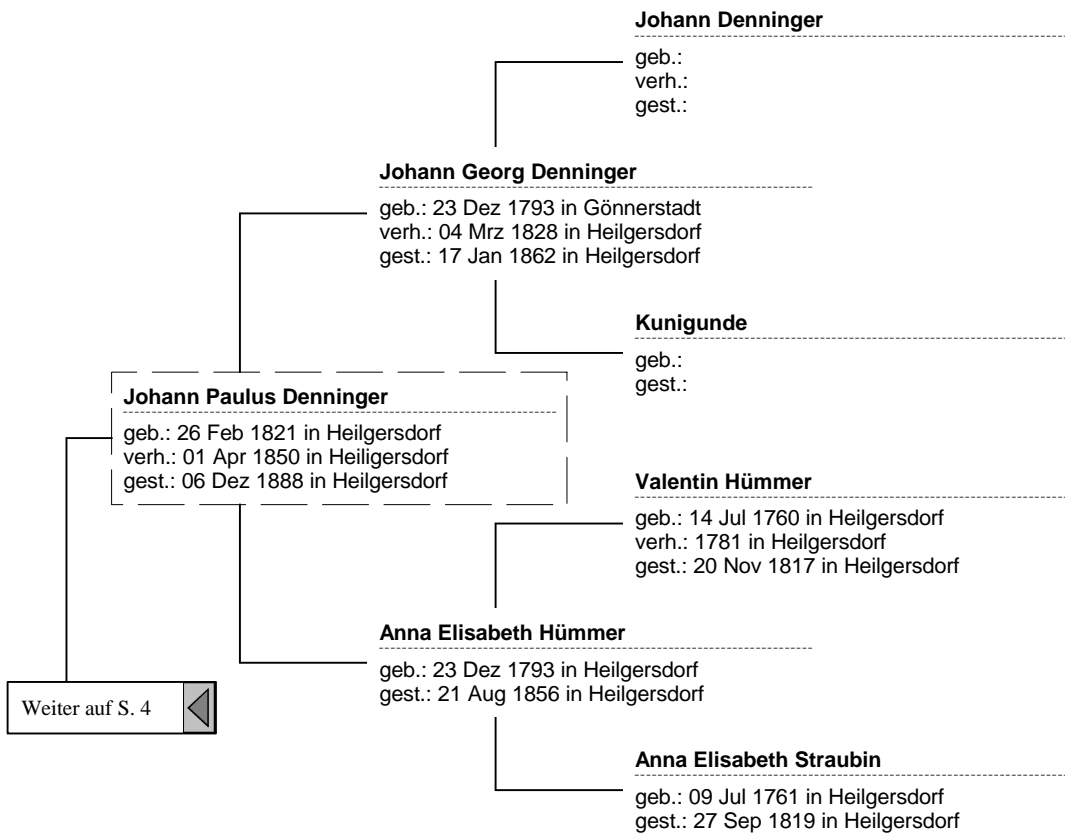 Johann Denninger
geb.:
verh.:
gest.:
Johann Georg Denninger
geb.: 23 Dez 1793 in Gönnerstadt
verh.: 04 Mrz 1828 in Heilgersdorf
gest.: 17 Jan 1862 in Heilgersdorf
Kunigunde
geb.:
gest.:
Johann Paulus Denninger
geb.: 26 Feb 1821 in Heilgersdorf
verh.: 01 Apr 1850 in Heiligersdorf
gest.: 06 Dez 1888 in Heilgersdorf
Valentin Hümmer
geb.: 14 Jul 1760 in Heilgersdorf
verh.: 1781 in Heilgersdorf
gest.: 20 Nov 1817 in Heilgersdorf
Anna Elisabeth Hümmer
geb.: 23 Dez 1793 in Heilgersdorf
gest.: 21 Aug 1856 in Heilgersdorf
Weiter auf S. 4
Anna Elisabeth Straubin
geb.: 09 Jul 1761 in Heilgersdorf
gest.: 27 Sep 1819 in Heilgersdorf